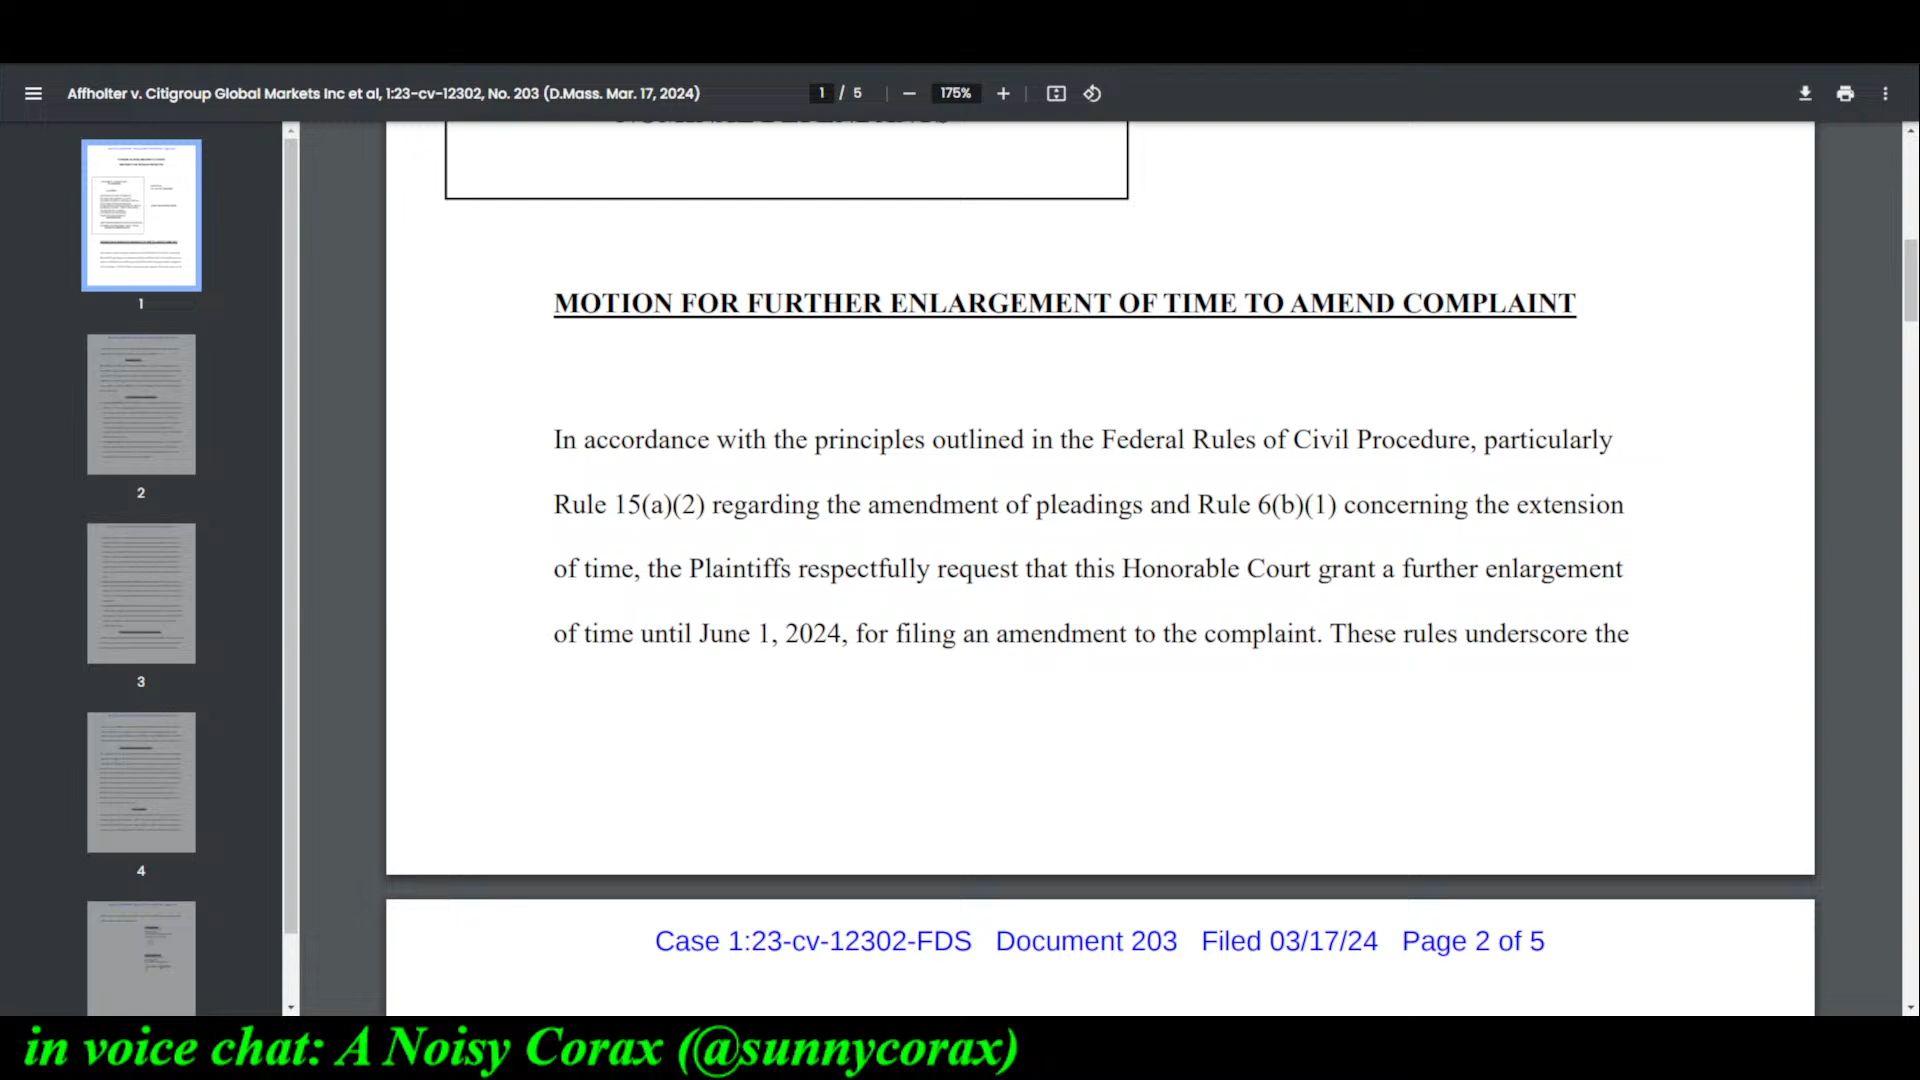 Affholter v. Citigroup Global Markets Inc et al, 1:23-cv-12302, No. 203 (D.Mass. Mar. 17, 2024)
1 / 5
175%
MOTION FOR FURTHER ENLARGEMENT OF TIME TO AMEND COMPLAINT
In accordance with the principles outlined in the Federal Rules of Civil Procedure, particularly
Rule 15(a)(2) regarding the amendment of pleadings and Rule 6(b)(1) concerning the extension
of time, the Plaintiffs respectfully request that this Honorable Court grant a further enlargement
of time until June 1, 2024, for filing an amendment to the complaint. These rules underscore the
Case 1:23-cv-12302-FDS Document 203 Filed 03/17/24 Page 2 of 5
1
2
3
4
in voice chat: A Noisy Corax (@sunnycorax)